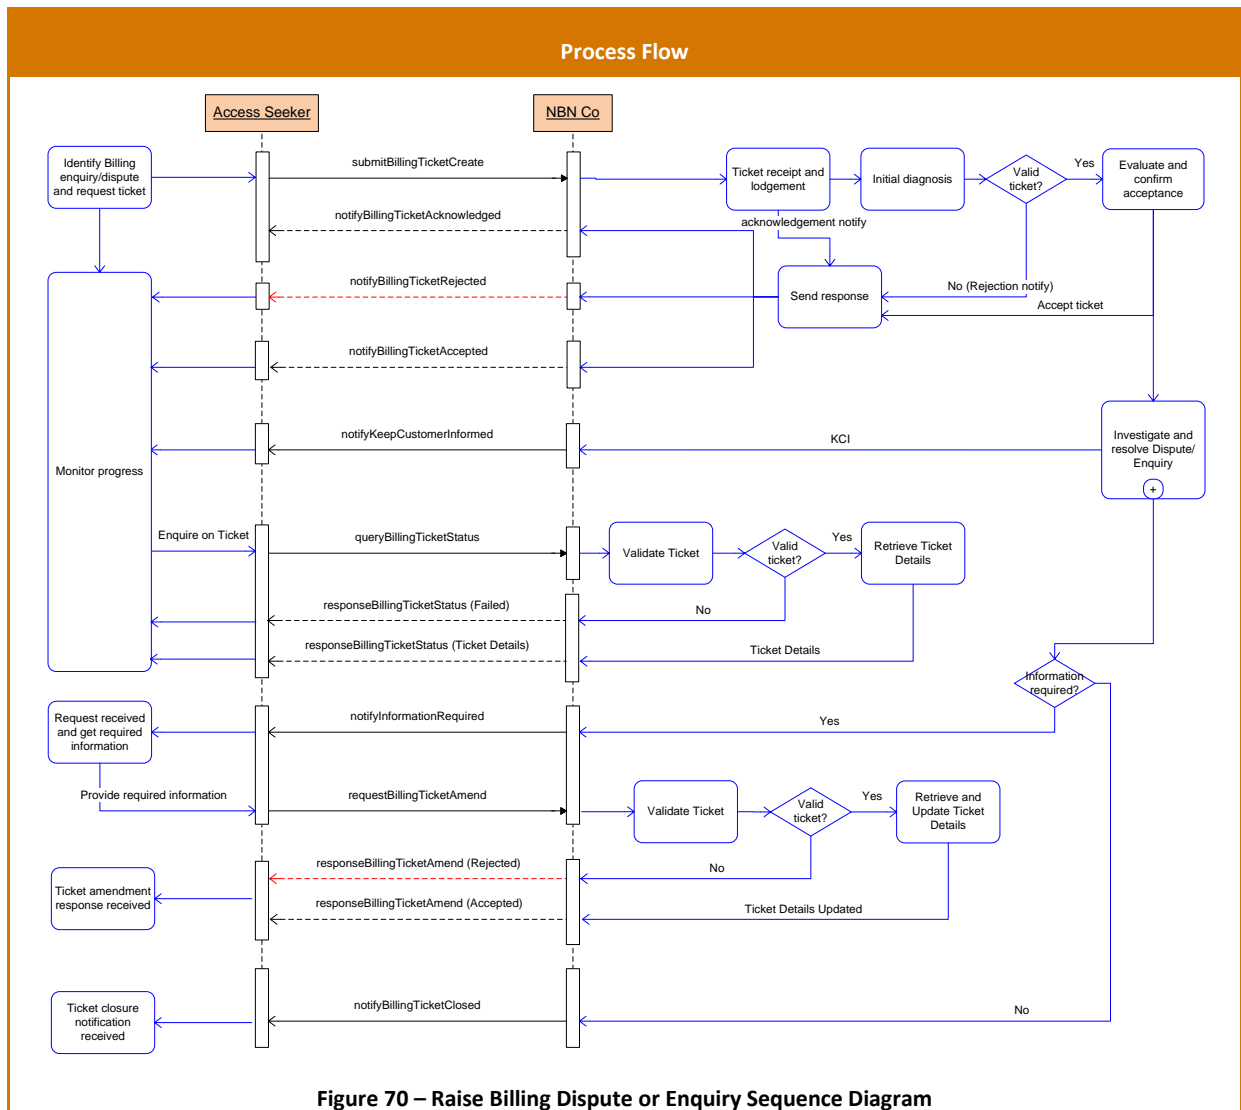 Process Flow
Access Seeker
NBN Co
Identify Billing
enquiry/dispute
and request ticket
submitBillingTicketCreate
Ticket receipt and
lodgement
Initial diagnosis
Valid
ticket?
Yes
Evaluate and
confirm
acceptance
notifyBillingTicketAcknowledged
acknowledgement notify
notifyBillingTicketRejected
Send response
No (Rejection notify)
Accept ticket
notifyBillingTicketAccepted
notifyKeepCustomerInformed
KCI
Investigate and
resolve Dispute/
Enquiry
+
Monitor progress
Enquire on Ticket
queryBillingTicketStatus
Validate Ticket
Valid
ticket?
Yes
Retrieve Ticket
Details
responseBillingTicketStatus (Failed)
No
responseBillingTicketStatus (Ticket Details)
Ticket Details
Information
required?
Request received
and get required
information
notifyInformationRequired
Yes
Provide required information
requestBillingTicketAmend
Validate Ticket
Valid
ticket?
Yes
Retrieve and
Update Ticket
Details
responseBillingTicketAmend (Rejected)
No
Ticket amendment
response received
responseBillingTicketAmend (Accepted)
Ticket Details Updated
Ticket closure
notification
received
notifyBillingTicketClosed
No
Figure 70 – Raise Billing Dispute or Enquiry Sequence Diagram